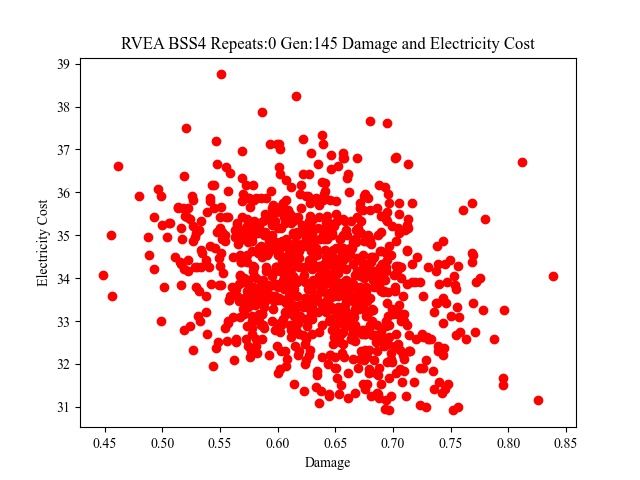 RVEA BSS4 Repeats:0 Gen:145 Damage and Electricity Cost
39
38
37
36
35
34
33
32
31
Electricity Cost
0.45 0.50 0.55 0.60 0.65 0.70 0.75 0.80 0.85
Damage